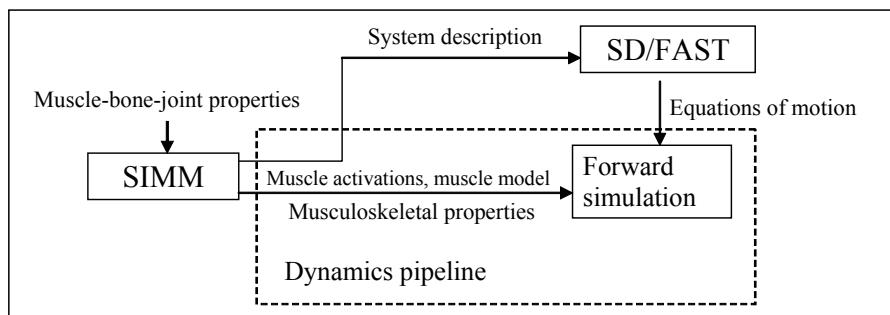 System description
SD/FAST
Muscle-bone-joint properties
Equations of motion
SIMM
Muscle activations, muscle model
Musculoskeletal properties
Forward
simulation
Dynamics pipeline